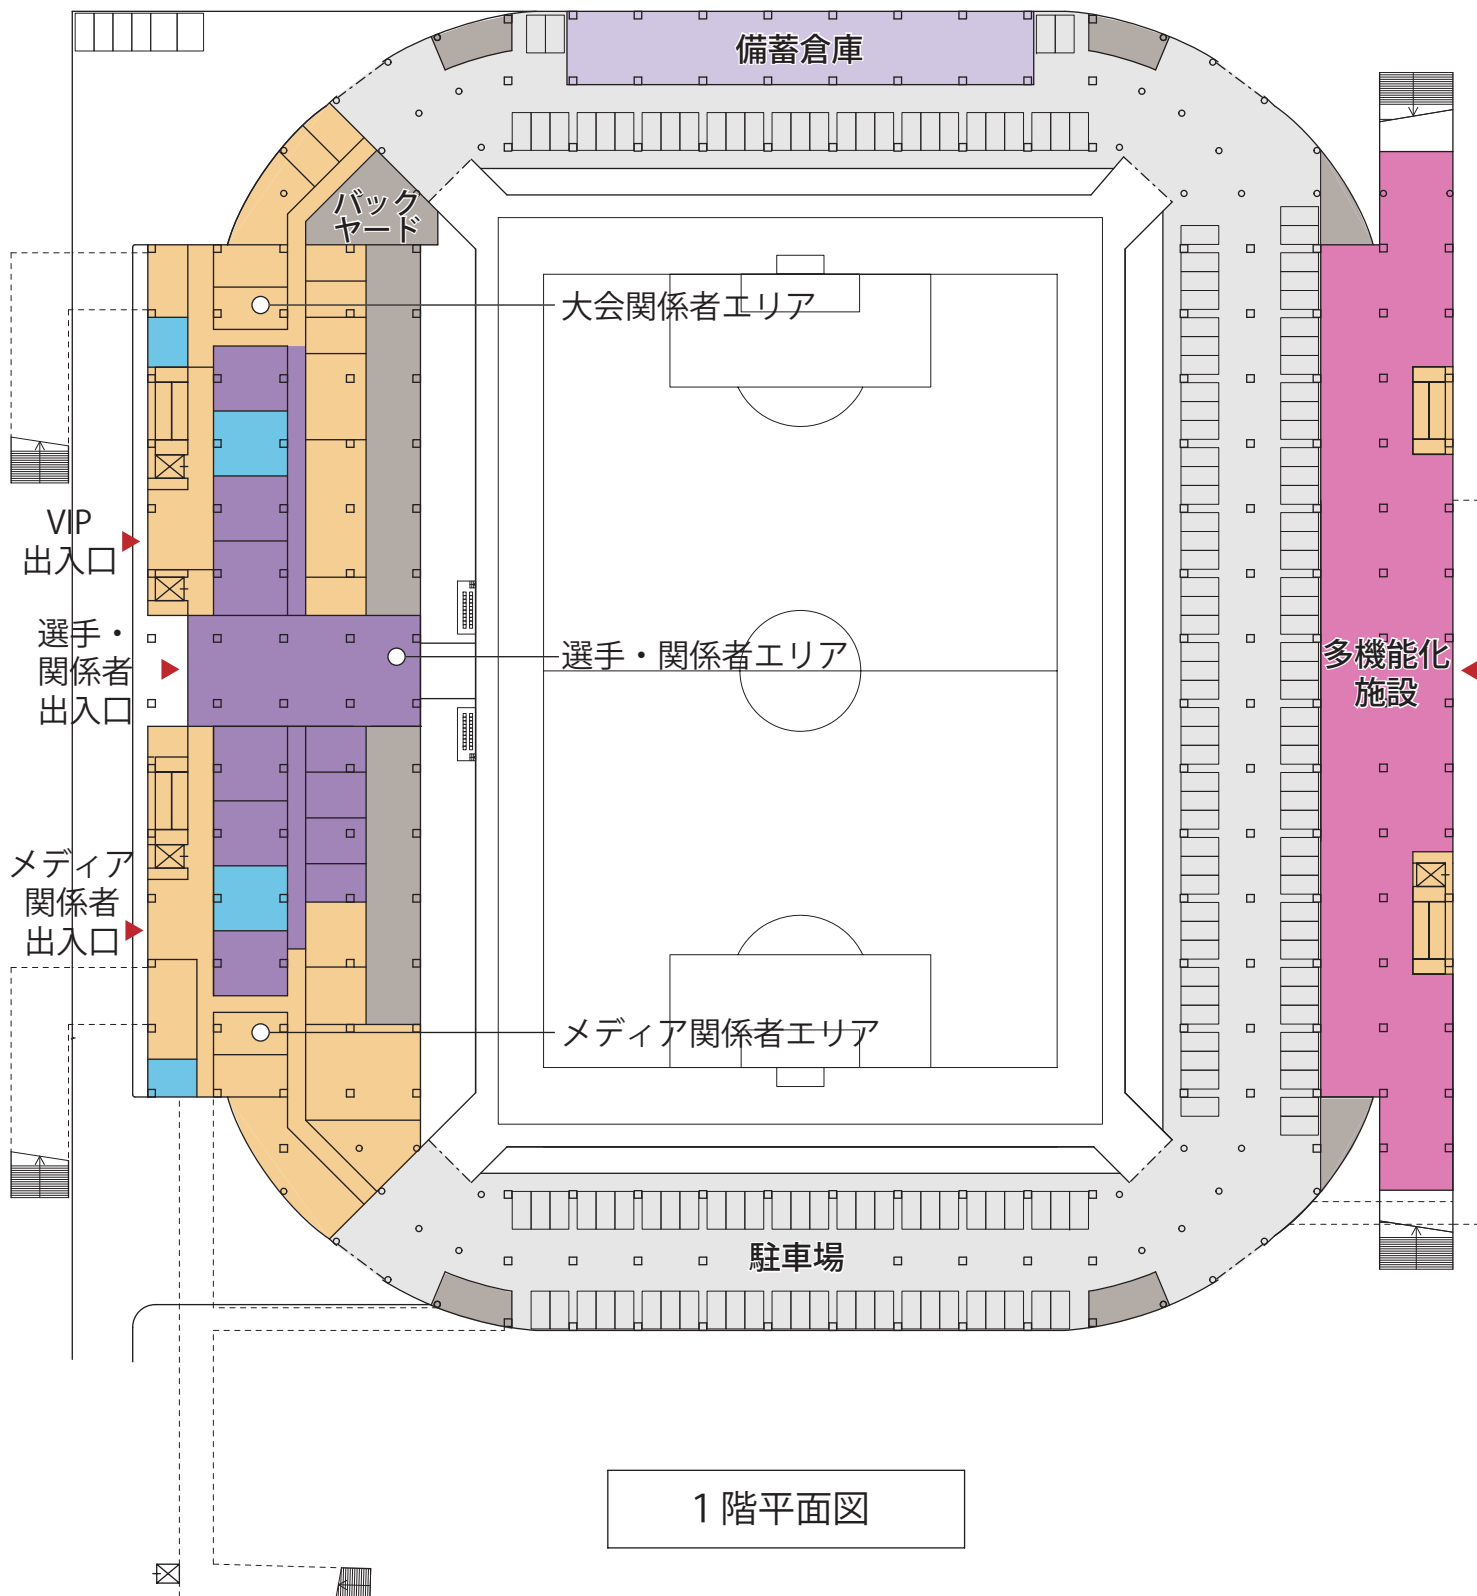 備蓄倉庫
バック
ヤード
大会関係者エリア
VIP
出入口
選手・
関係者
出入口
選手・関係者エリア
多機能化
施設
メディア
関係者
出入口
メディア関係者エリア
駐車場
1 階平面図